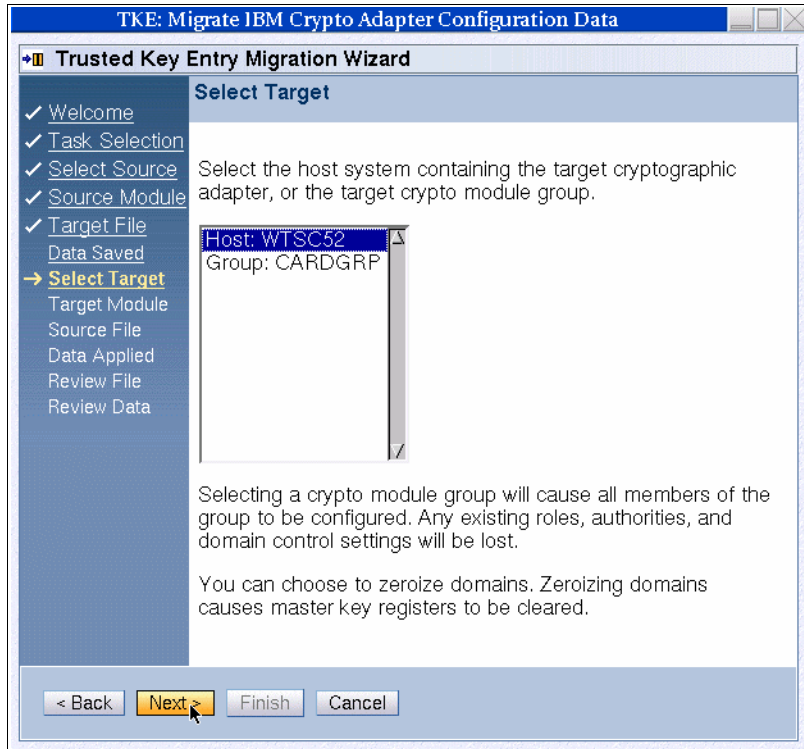 TKE: Migrate IBM Crypto Adapter Configuration Data
Trusted Key Entry Migration Wizard
Welcome
Task Selection
Select Source
Source Module
Target File
Data Saved
Select Target
Target Module
Source File
Data Applied
Review File
Review Data
Select Target
Select the host system containing the target cryptographic
adapter, or the target crypto module group.
Host: WTSC52
Group: CARDGRP
Selecting a crypto module group will cause all members of the
group to be configured. Any existing roles, authorities, and
domain control settings will be lost.
You can choose to zeroize domains. Zeroizing domains
causes master key registers to be cleared.
< Back Next > Finish Cancel